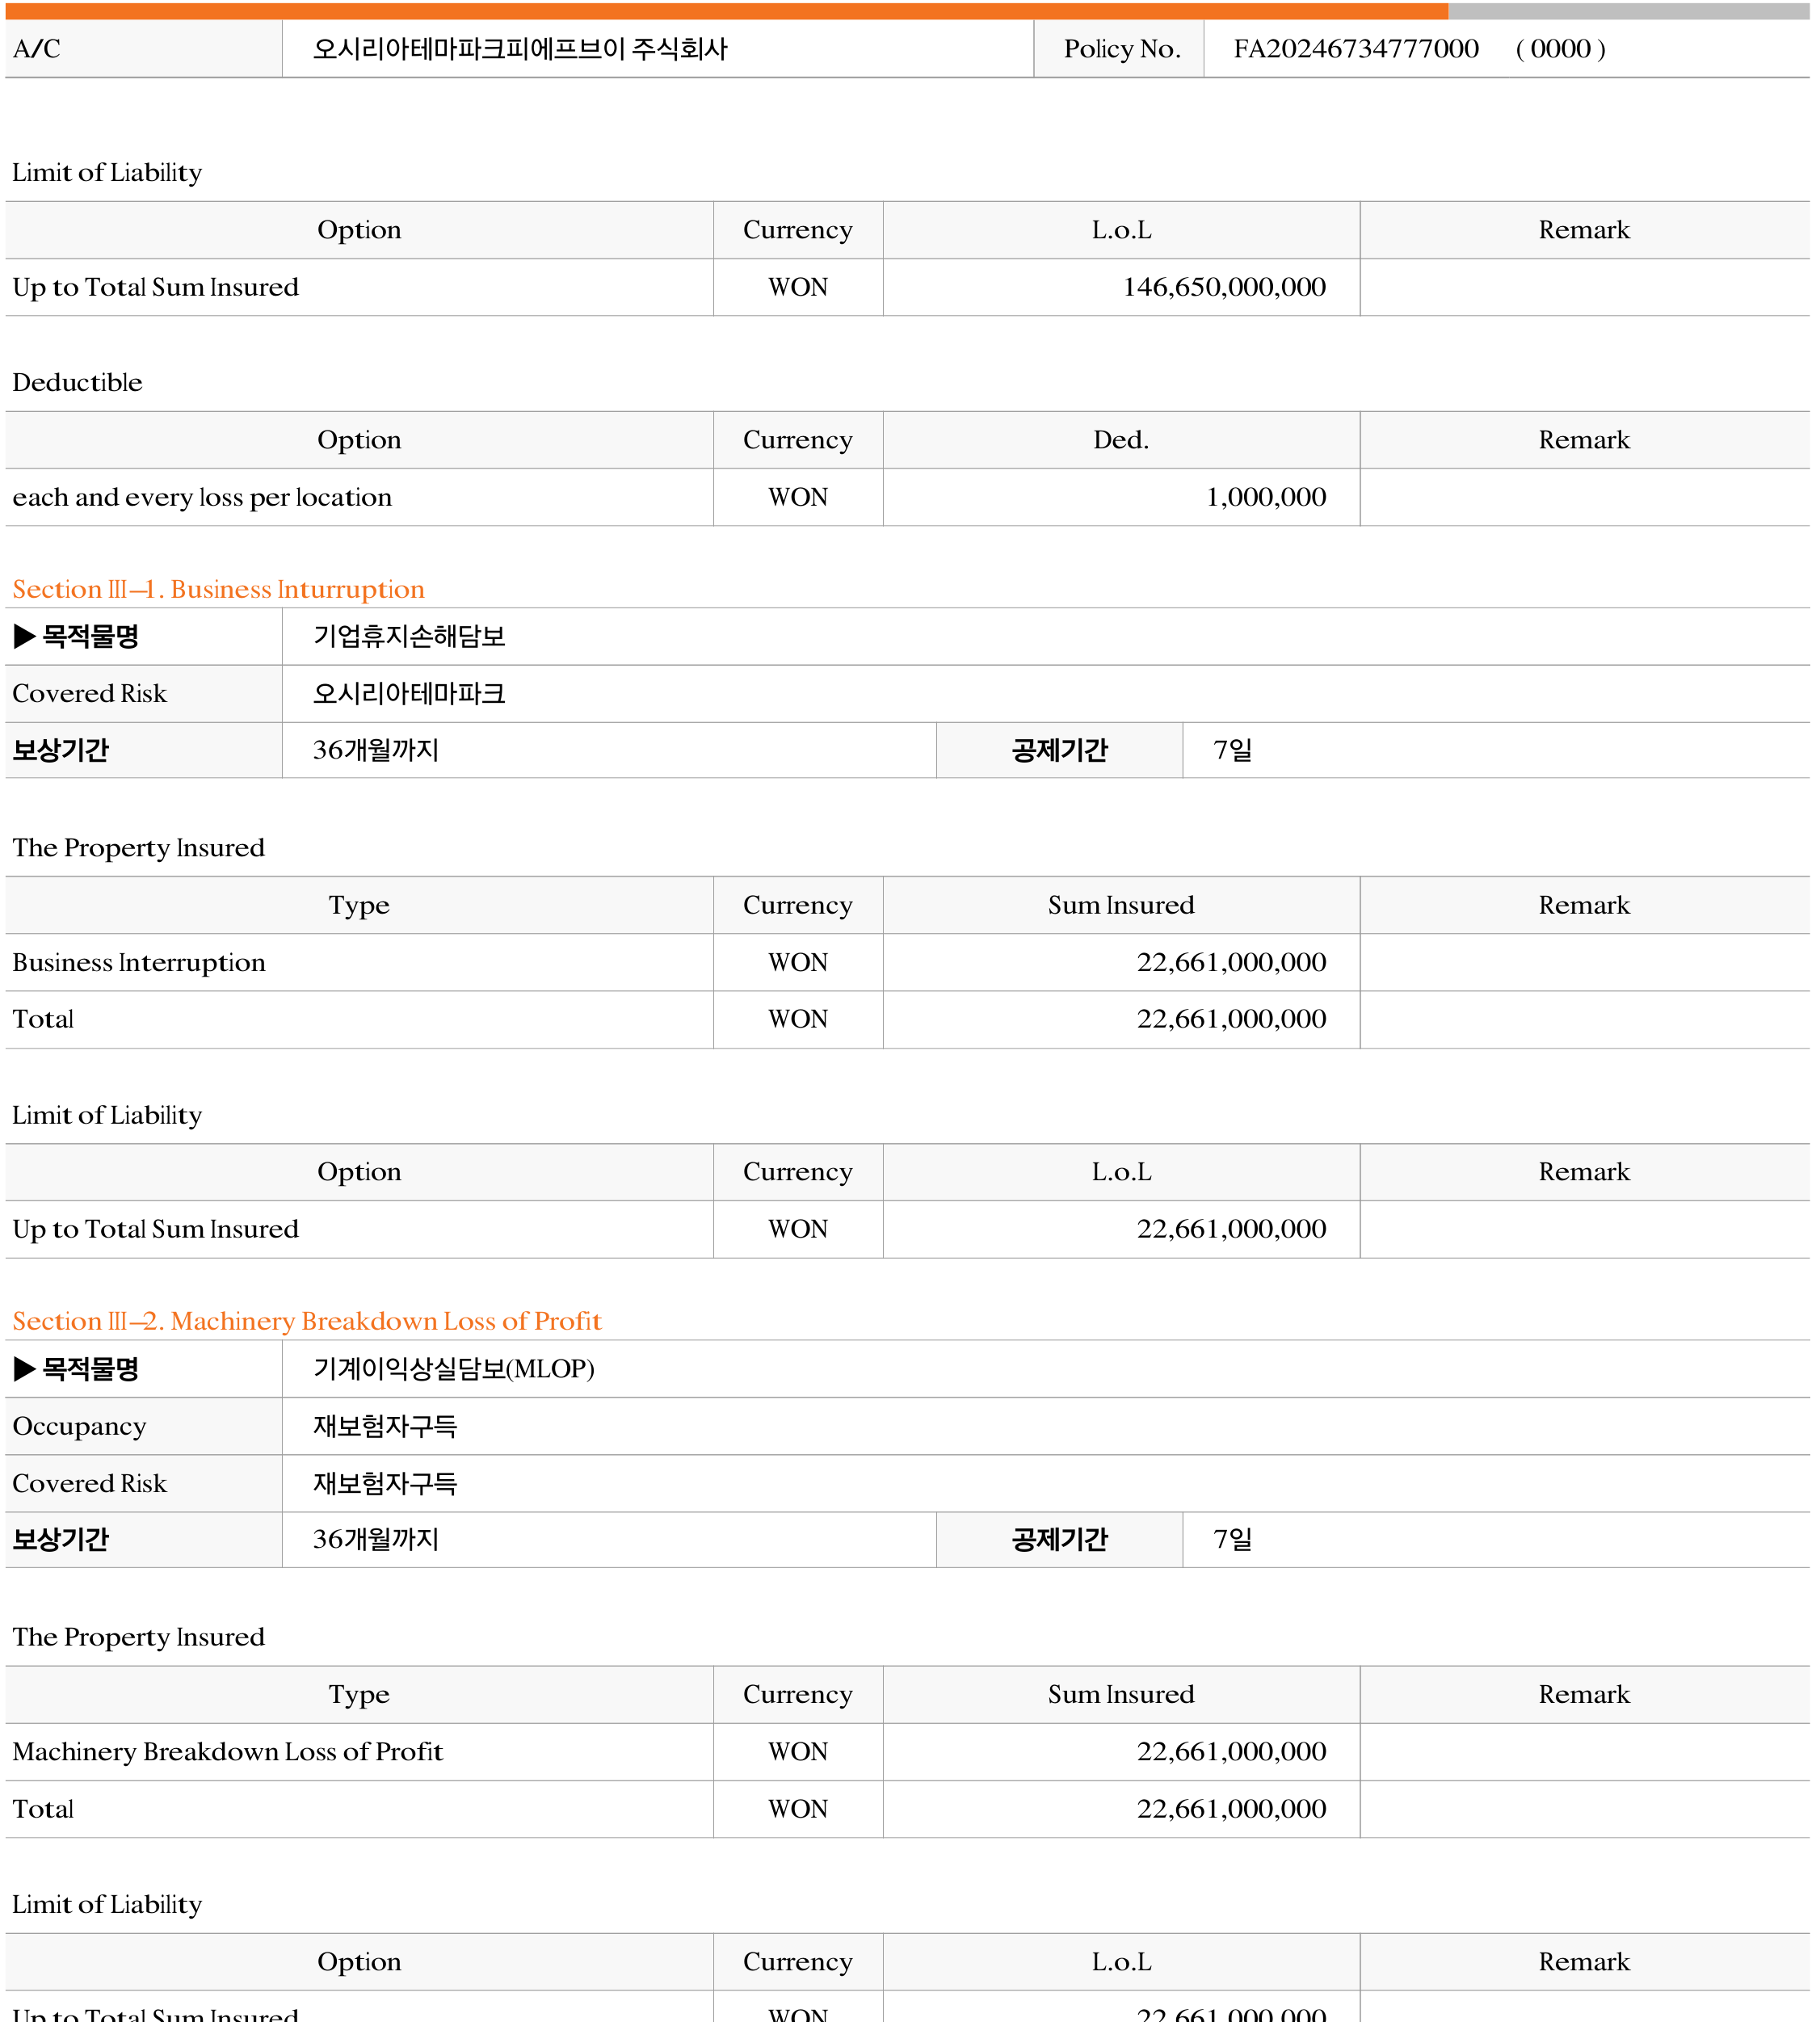 A/C 오시리아테마파크피에프브이 주식회사 Policy No. FA20246734777000 ( 0000 )
Limit of Liability
Option Currency L.o.L Remark
Up to Total Sum Insured WON 146,650,000,000
Deductible
Option Currency Ded. Remark
each and every loss per location WON 1,000,000
Section Ⅲ-1. Business Inturruption
▶ 목적물명 기업휴지손해담보
Covered Risk 오시리아테마파크
보상기간 36개월까지 공제기간 7일
The Property Insured
Type Currency Sum Insured Remark
Business Interruption WON 22,661,000,000
Total WON 22,661,000,000
Limit of Liability
Option Currency L.o.L Remark
Up to Total Sum Insured WON 22,661,000,000
Section Ⅲ-2. Machinery Breakdown Loss of Profit
▶ 목적물명 기계이익상실담보(MLOP)
Occupancy 재보험자구득
Covered Risk 재보험자구득
보상기간 36개월까지 공제기간 7일
The Property Insured
Type Currency Sum Insured Remark
Machinery Breakdown Loss of Profit WON 22,661,000,000
Total WON 22,661,000,000
Limit of Liability
Option Currency L.o.L Remark
Up to Total Sum Insured WON 22,661,000,000